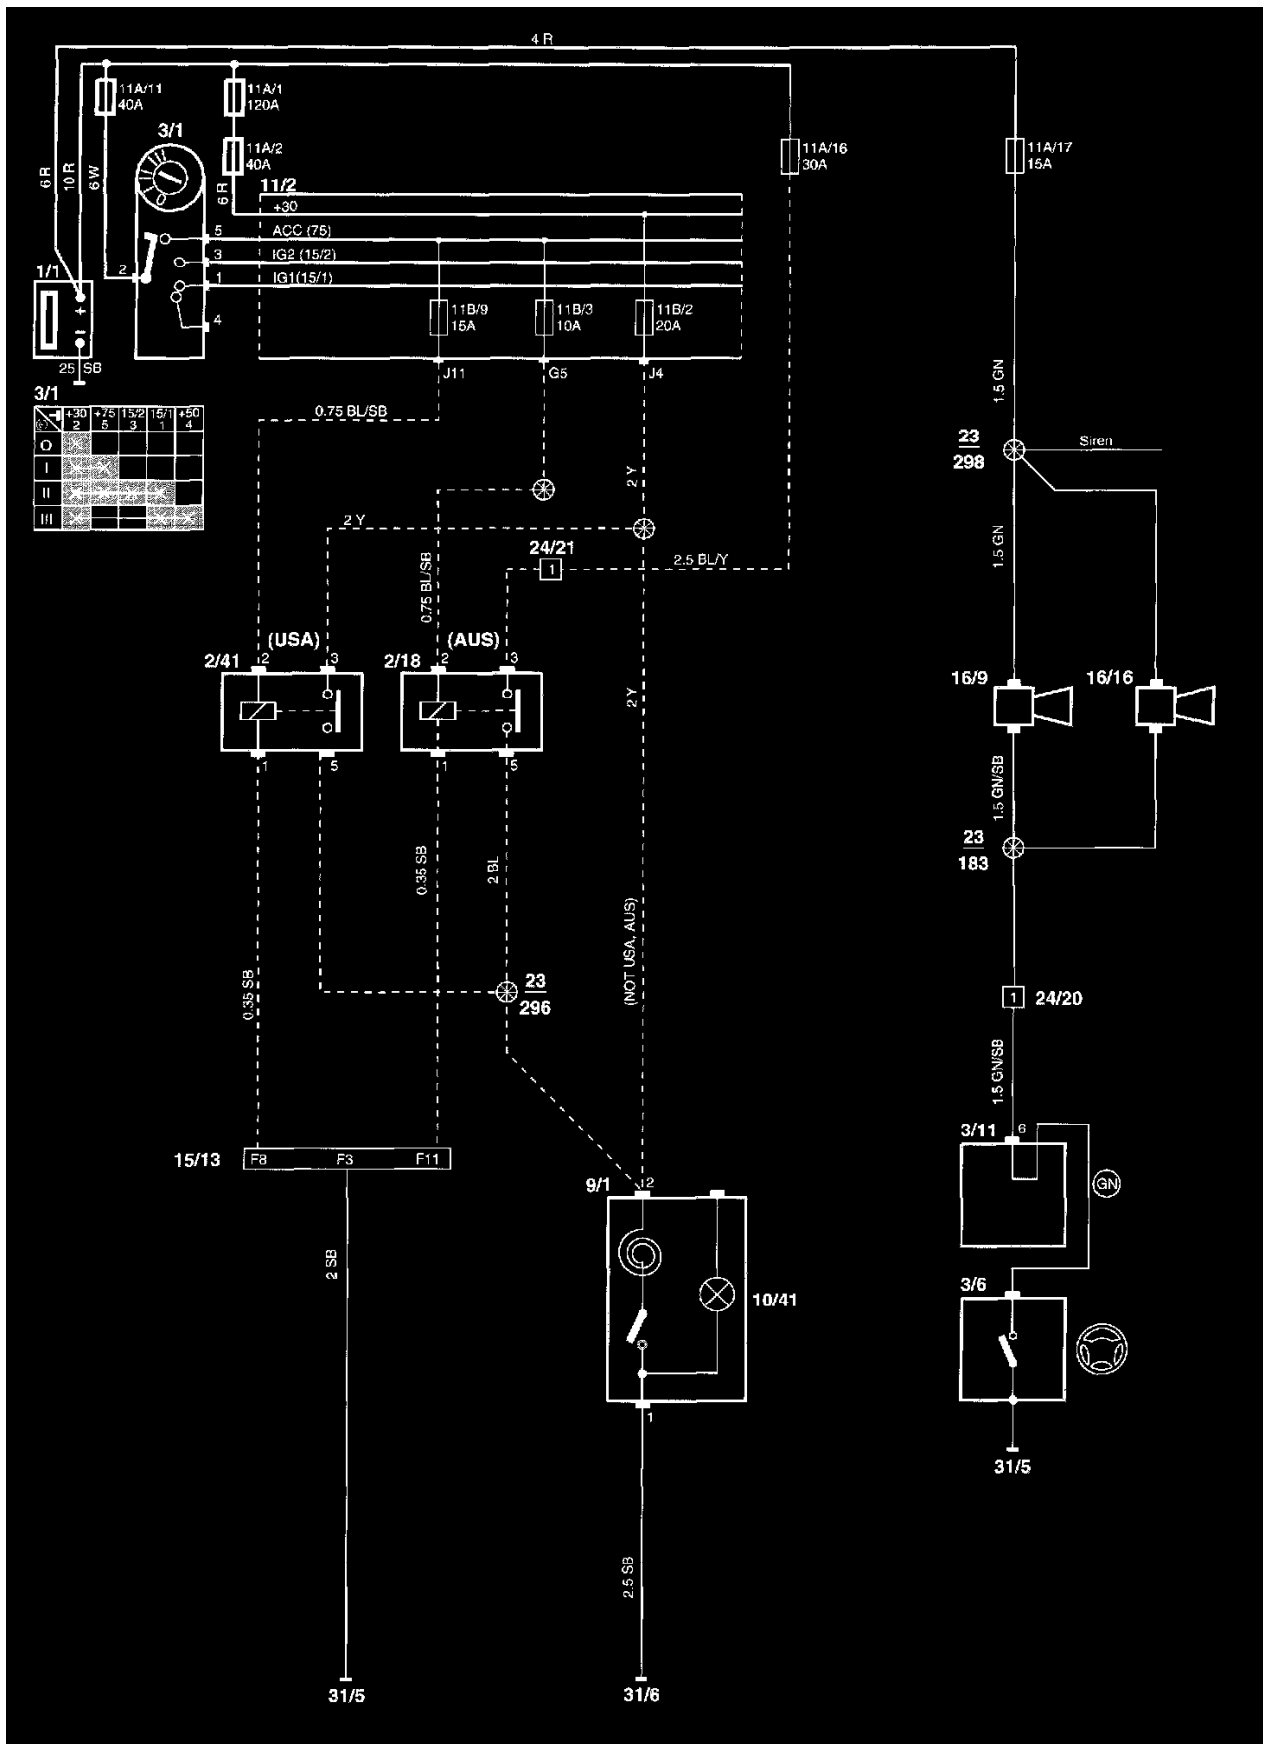 4 R
11A/11
40A
11A/1
120A
3/1
11A/2
40A
11A/16
30A
11A/17
15A
6 R
10 R
6 W
6 R
11/2
+30
5
ACC (75)
3
IG2 (15/2)
2
1
IG1(15/1)
1/1
+
–
4
11B/9
15A
11B/3
10A
11B/2
20A
25
SB
J11
G5
J4
3/1
+30
+75
15/2
15/1
+50
2
5
3
1
4
O
I
II
III
0.75 BL/SB
1.5 GN
23
298
Siren
2 Y
2 Y
24/21
1
2.5 BL/Y
0.75 BL/SB
1.5 GN
(USA)
(AUS)
2/41
2
3
2/18
2
3
16/9
16/16
2 Y
1
5
1
5
1.5 GN/SB
23
183
0.35 SB
2 BL
(NOT USA, AUS)
0.35 SB
23
296
1
24/20
1.5 GN/SB
3/11
6
15/13
F8
F3
F11
9/1
2
GN
2 SB
10/41
3/6
1
31/5
2.5 SB
31/5
31/6